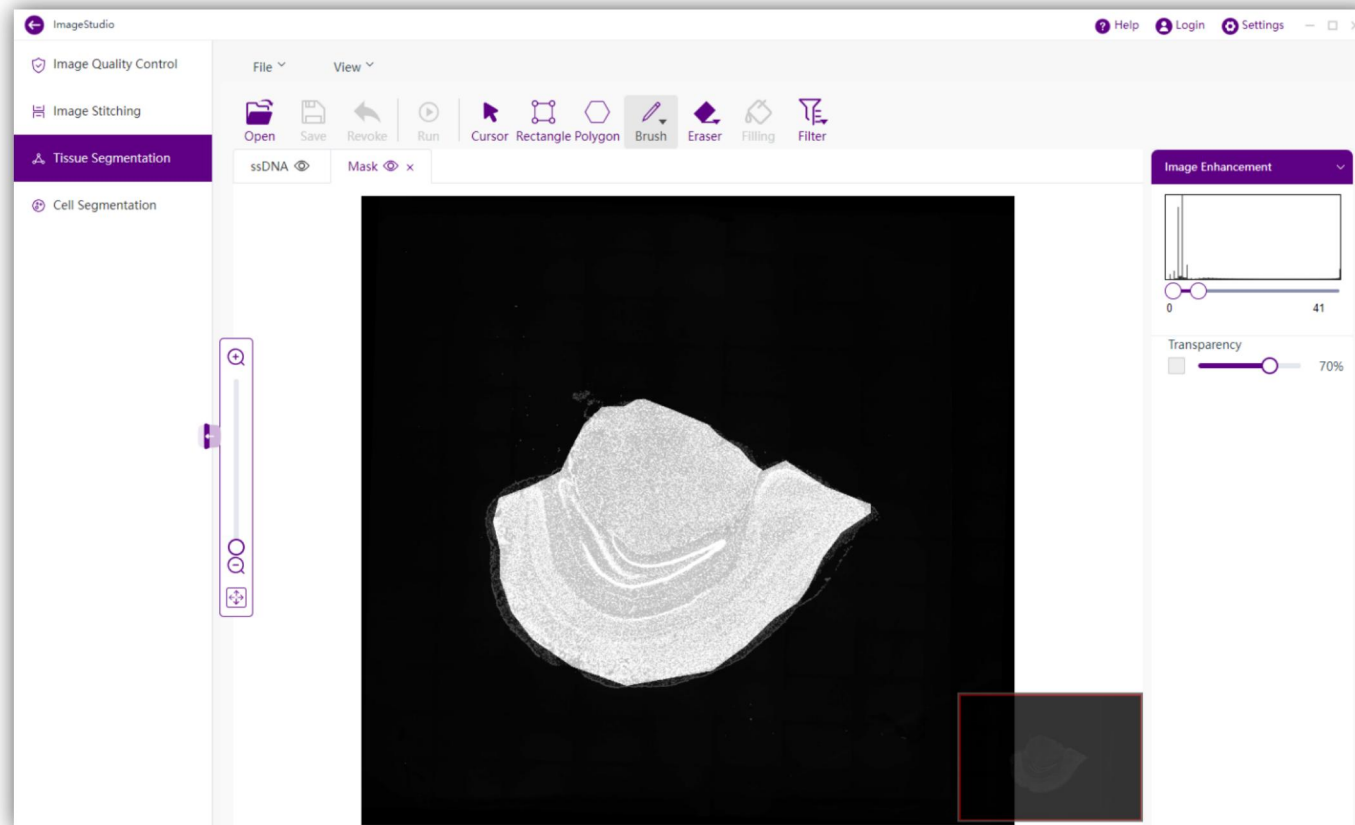 ImageStudio
Help Login Settings
Image Quality Control
Image Stitching
Tissue Segmentation
Cell Segmentation
File View
Open Save Revoke Run Cursor Rectangle Polygon Brush Eraser Filling Filter
ssDNA Mask
Image Enhancement
0 41
Transparency
70%